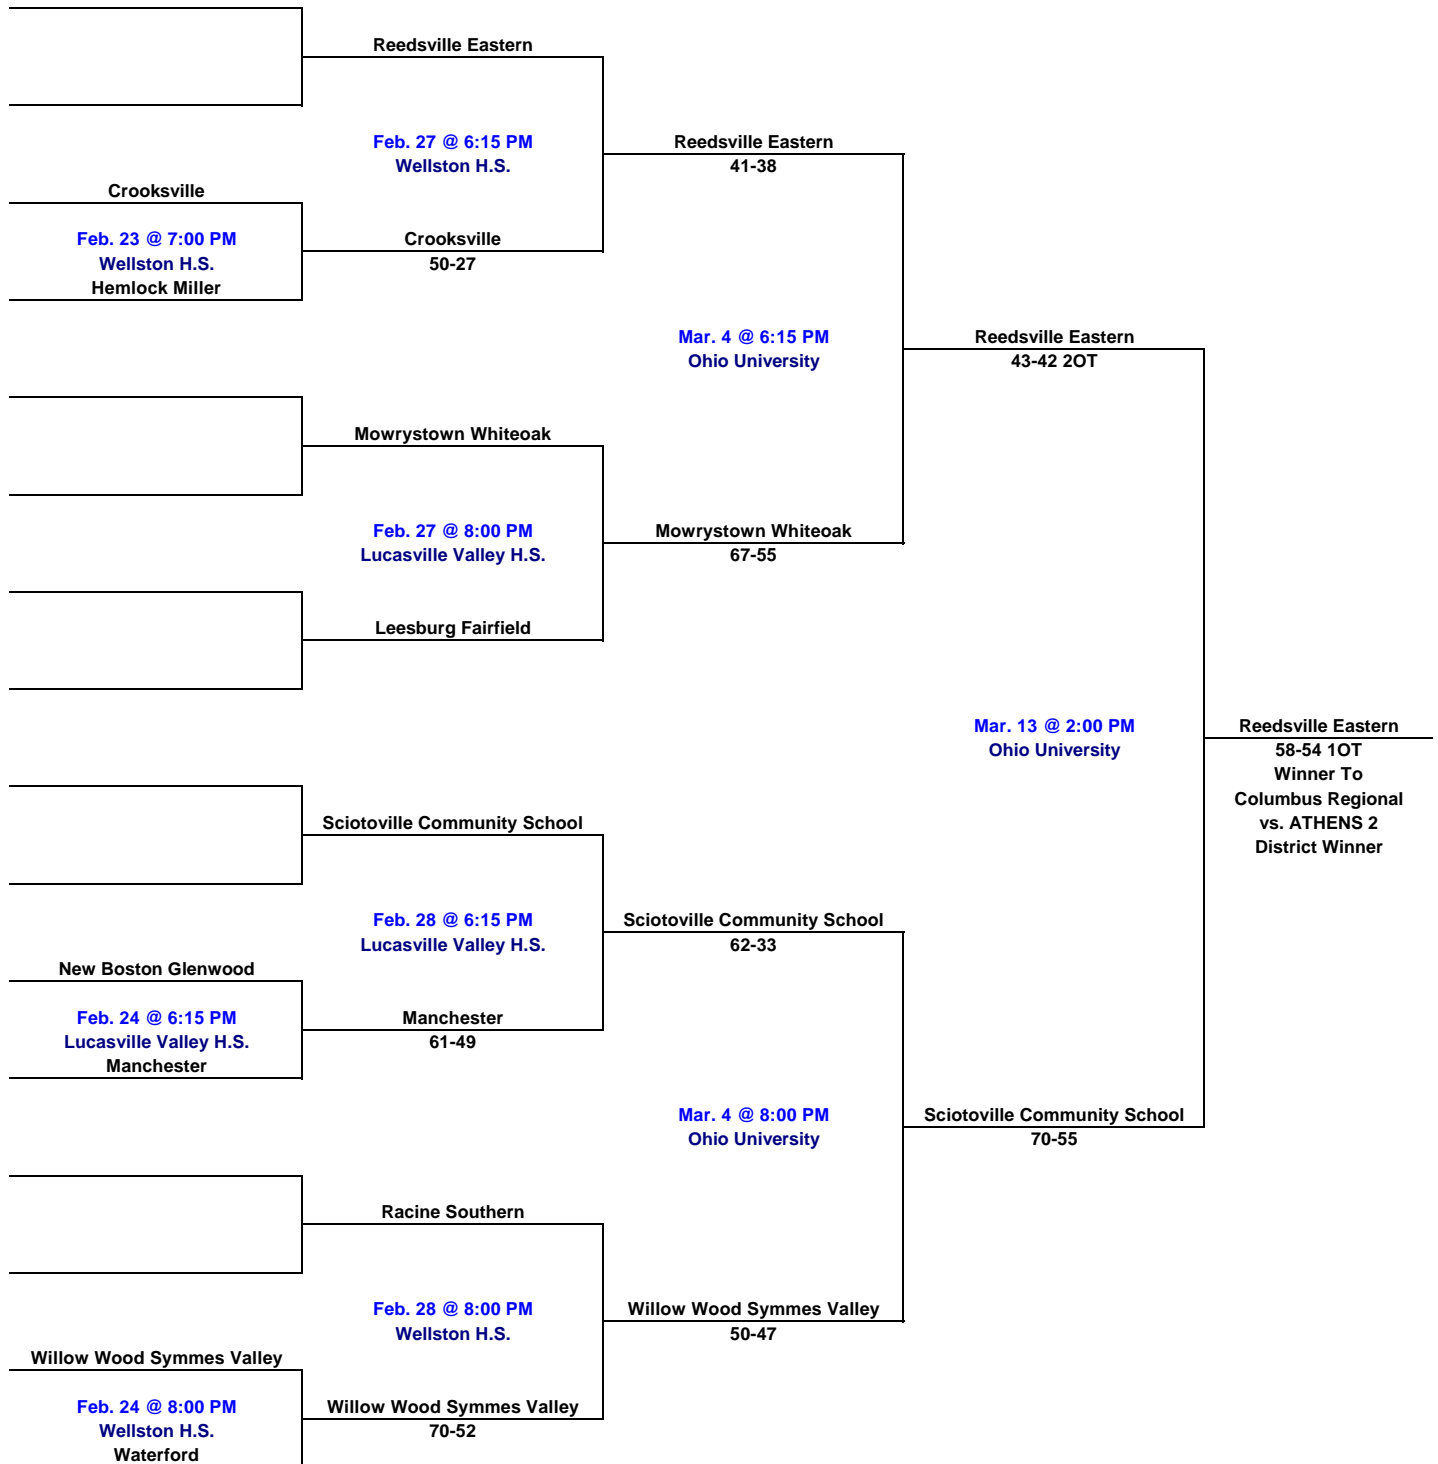 Reedsville Eastern
Feb. 27 @ 6:15 PM
Wellston H.S.
Reedsville Eastern
41-38
Crooksville
Feb. 23 @ 7:00 PM
Wellston H.S.
Hemlock Miller
Crooksville
50-27
Mar. 4 @ 6:15 PM
Ohio University
Reedsville Eastern
43-42 2OT
Mowrystown Whiteoak
Feb. 27 @ 8:00 PM
Lucasville Valley H.S.
Mowrystown Whiteoak
67-55
Leesburg Fairfield
Mar. 13 @ 2:00 PM
Ohio University
Reedsville Eastern
58-54 1OT
Winner To
Columbus Regional
vs. ATHENS 2
District Winner
Sciotoville Community School
Feb. 28 @ 6:15 PM
Lucasville Valley H.S.
Sciotoville Community School
62-33
New Boston Glenwood
Feb. 24 @ 6:15 PM
Lucasville Valley H.S.
Manchester
Manchester
61-49
Mar. 4 @ 8:00 PM
Ohio University
Sciotoville Community School
70-55
Racine Southern
Feb. 28 @ 8:00 PM
Wellston H.S.
Willow Wood Symmes Valley
50-47
Willow Wood Symmes Valley
Feb. 24 @ 8:00 PM
Wellston H.S.
Waterford
Willow Wood Symmes Valley
70-52